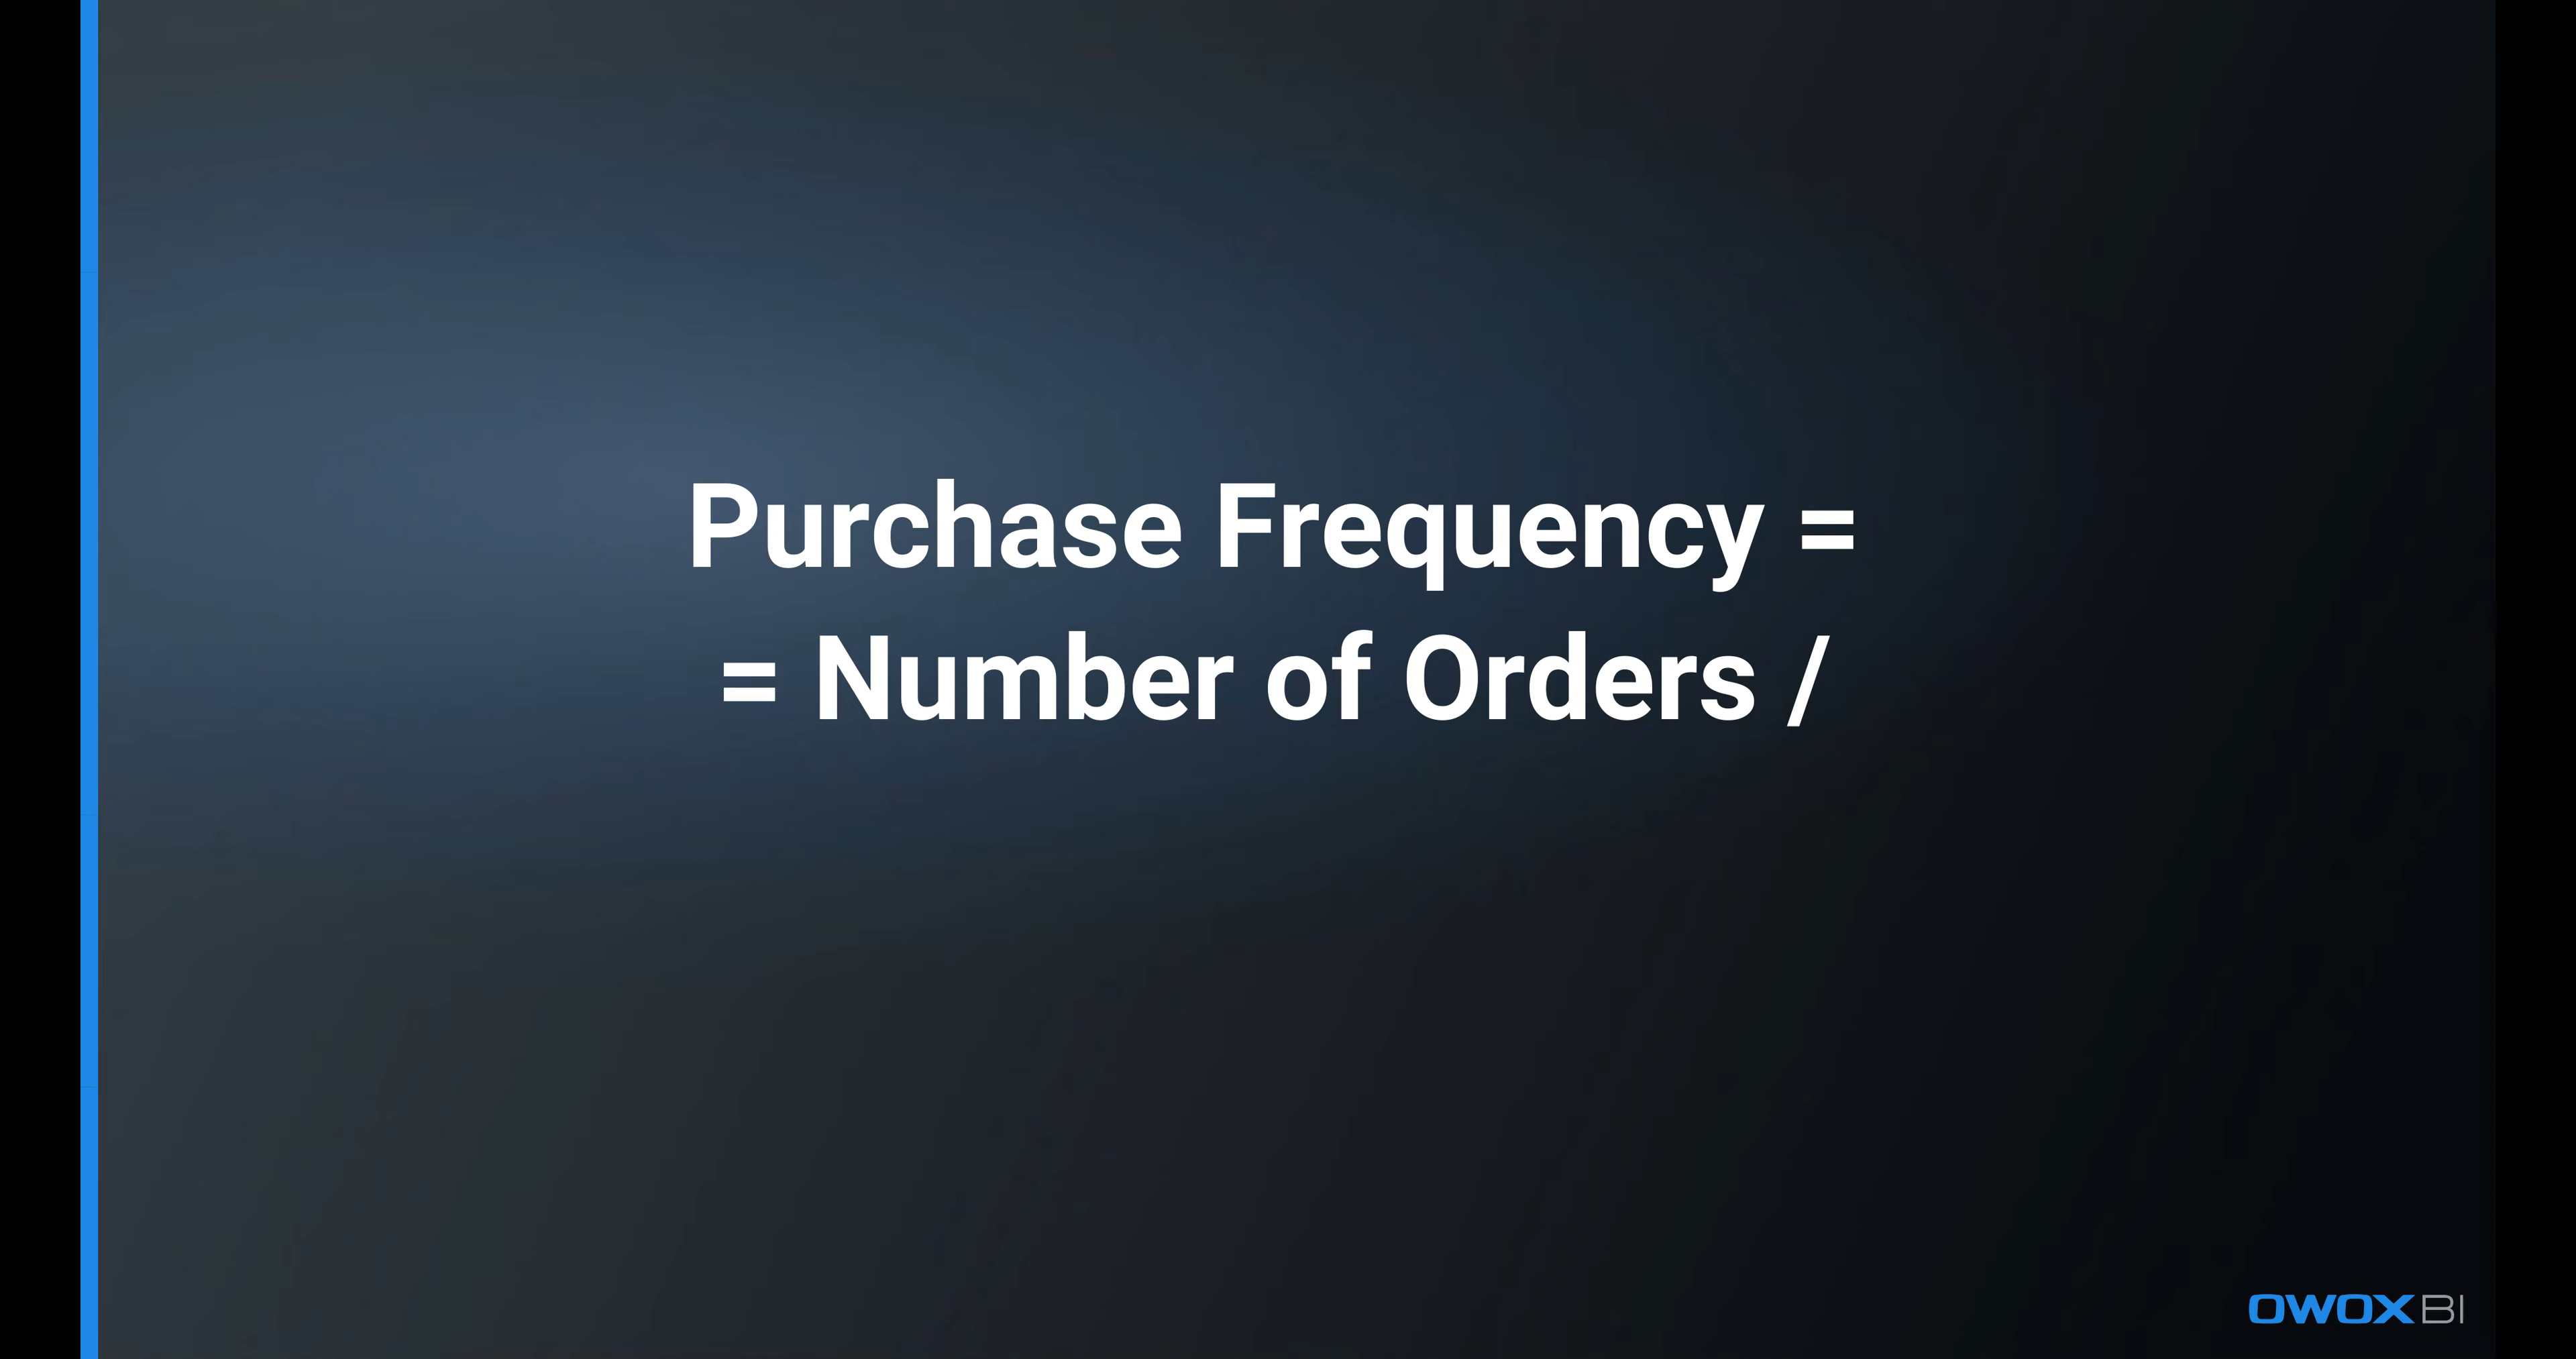 Purchase Frequency =
= Number of Orders /
OWOX BI